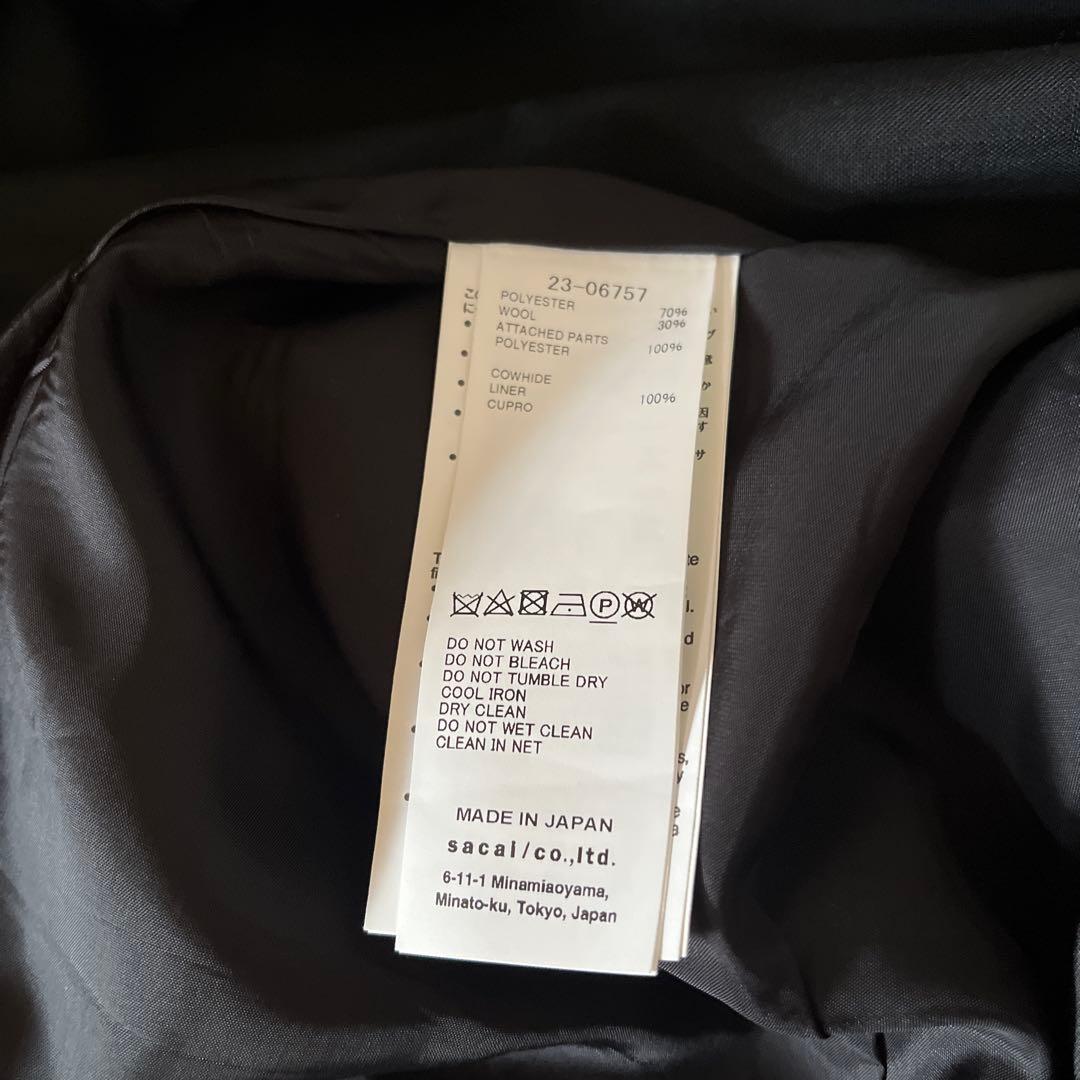 23-06757
POLYESTER 70%
WOOL 30%
ATTACHED PARTS
POLYESTER 100%
COWHIDE
LINER
CUPRO 100%
P W
DO NOT WASH
DO NOT BLEACH
DO NOT TUMBLE DRY
COOL IRON
DRY CLEAN
DO NOT WET CLEAN
CLEAN IN NET
MADE IN JAPAN
sacai/co.,ltd.
6-11-1 Minamiaoyama,
Minato-ku, Tokyo, Japan